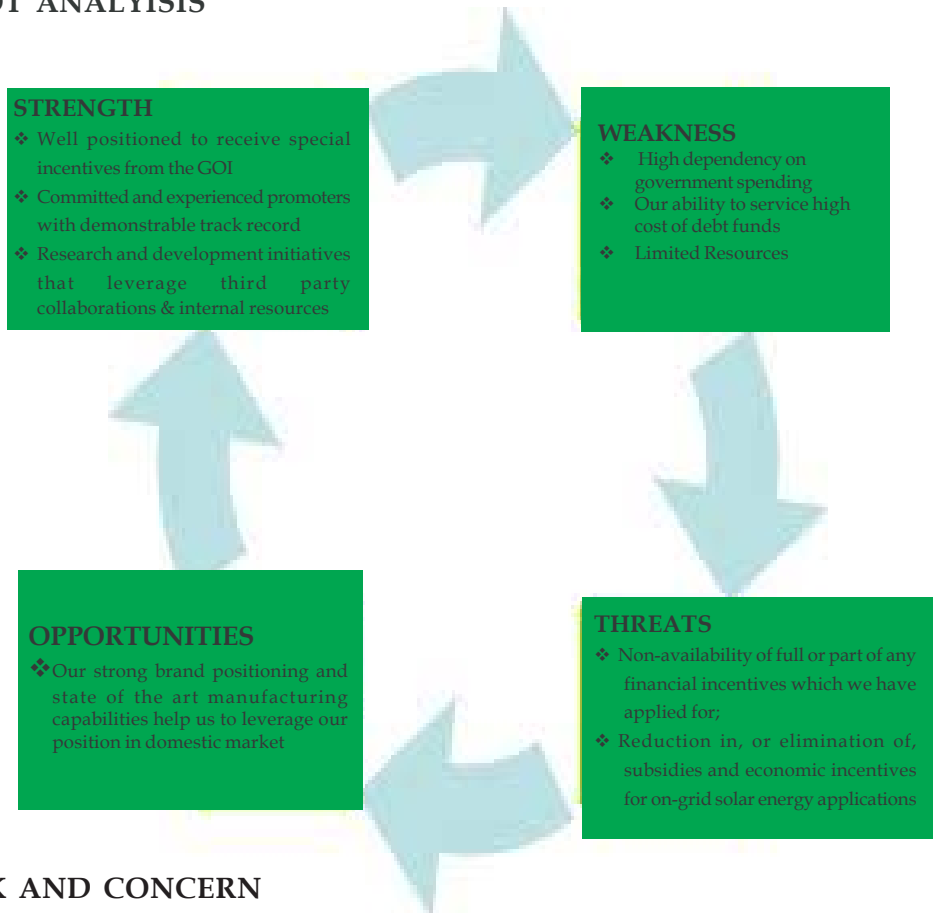 OT ANALYISIS
STRENGTH
❖ Well positioned to receive special
incentives from the GOI
❖ Committed and experienced promoters
with demonstrable track record
❖ Research and development initiatives
that leverage third party
collaborations & internal resources
WEAKNESS
❖ High dependency on
government spending
❖ Our ability to service high
cost of debt funds
❖ Limited Resources
OPPORTUNITIES
❖Our strong brand positioning and
state of the art manufacturing
capabilities help us to leverage our
position in domestic market
THREATS
❖ Non-availability of full or part of any
financial incentives which we have
applied for;
❖ Reduction in, or elimination of,
subsidies and economic incentives
for on-grid solar energy applications
K AND CONCERN